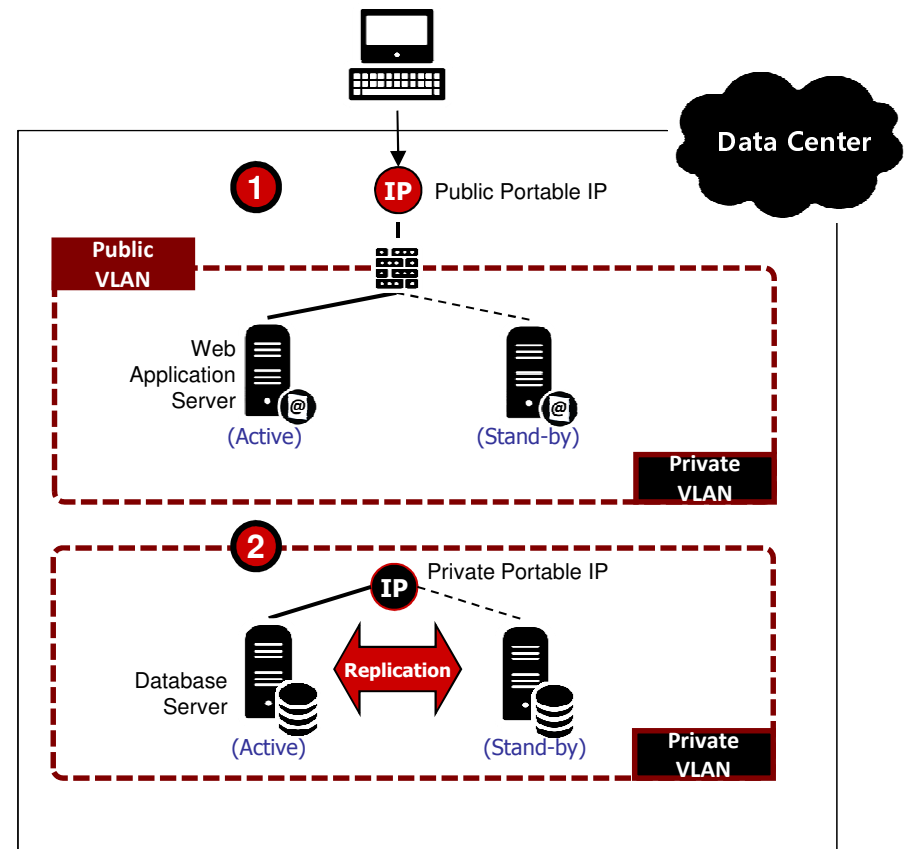 Data Center
1
IP
Public Portable IP
Public
VLAN
Web
Application
Server
@
@
(Active)
(Stand-by)
Private
VLAN
2
IP
Private Portable IP
Replication
Database
Server
(Active)
(Stand-by)
Private
VLAN